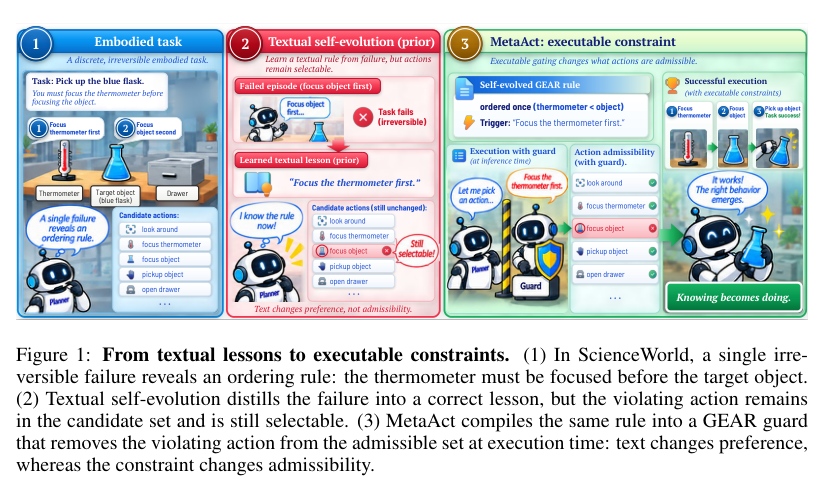 1
Embodied task
A discrete, irreversible embodied task.
Task: Pick up the blue flask.
You must focus the thermometer before
focusing the object.
1 Focus
thermometer first
2 Focus
object second
Thermometer
Target object
(blue flask)
Drawer
A single failure
reveals an
ordering rule.
Planner
Candidate actions:
look around
focus thermometer
focus object
pickup object
open drawer
...
2
Textual self-evolution (prior)
Learn a textual rule from failure, but actions
remain selectable.
Failed episode (focus object first)
Focus object
first...
Task fails
(irreversible)
Learned textual lesson (prior)
"Focus the thermometer first."
I know the rule
now!
Planner
Candidate actions (still unchanged):
look around
focus thermometer
focus object
pickup object
open drawer
...
Still
selectable!
Text changes preference, not admissibility.
3
MetaAct: executable constraint
Executable gating changes what actions are admissible.
Self-evolved GEAR rule
ordered once (thermometer < object)
Trigger: "Focus the thermometer first."
Execution with guard
(at inference time)
Let me pick
an action...
Focus the
thermometer first.
Planner
Guard
Action admissibility
(with guard).
look around
focus thermometer
focus object
pickup object
open drawer
...
Successful execution
(with executable constraints)
1 Focus
thermometer
2 Focus
object
3 Pick up object
Task success!
It works!
The right behavior
emerges.
Planner
Knowing becomes doing.
Figure 1: From textual lessons to executable constraints. (1) In ScienceWorld, a single irre-
versible failure reveals an ordering rule: the thermometer must be focused before the target object.
(2) Textual self-evolution distills the failure into a correct lesson, but the violating action remains
in the candidate set and is still selectable. (3) MetaAct compiles the same rule into a GEAR guard
that removes the violating action from the admissible set at execution time: text changes preference,
whereas the constraint changes admissibility.